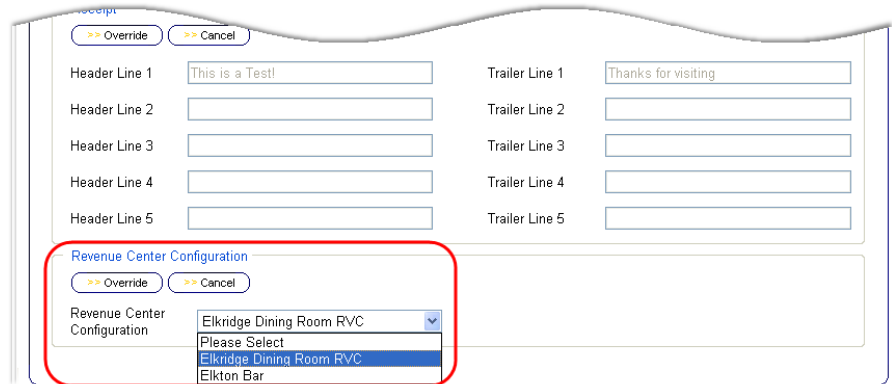 Receipt
>> Override >> Cancel
Header Line 1 This is a Test! Trailer Line 1 Thanks for visiting
Header Line 2 Trailer Line 2
Header Line 3 Trailer Line 3
Header Line 4 Trailer Line 4
Header Line 5 Trailer Line 5
Revenue Center Configuration
>> Override >> Cancel
Revenue Center
Configuration
Elkridge Dining Room RVC
Please Select
Elkridge Dining Room RVC
Elkton Bar